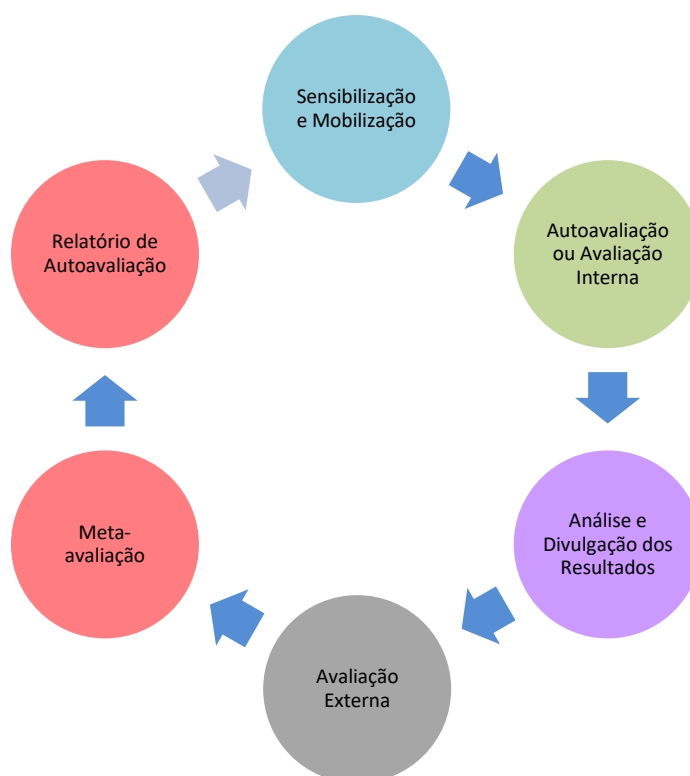 Sensibilização
e Mobilização
Autoavaliação
ou Avaliação
Interna
Análise e
Divulgação dos
Resultados
Avaliação
Externa
Meta-
avaliação
Relatório de
Autoavaliação